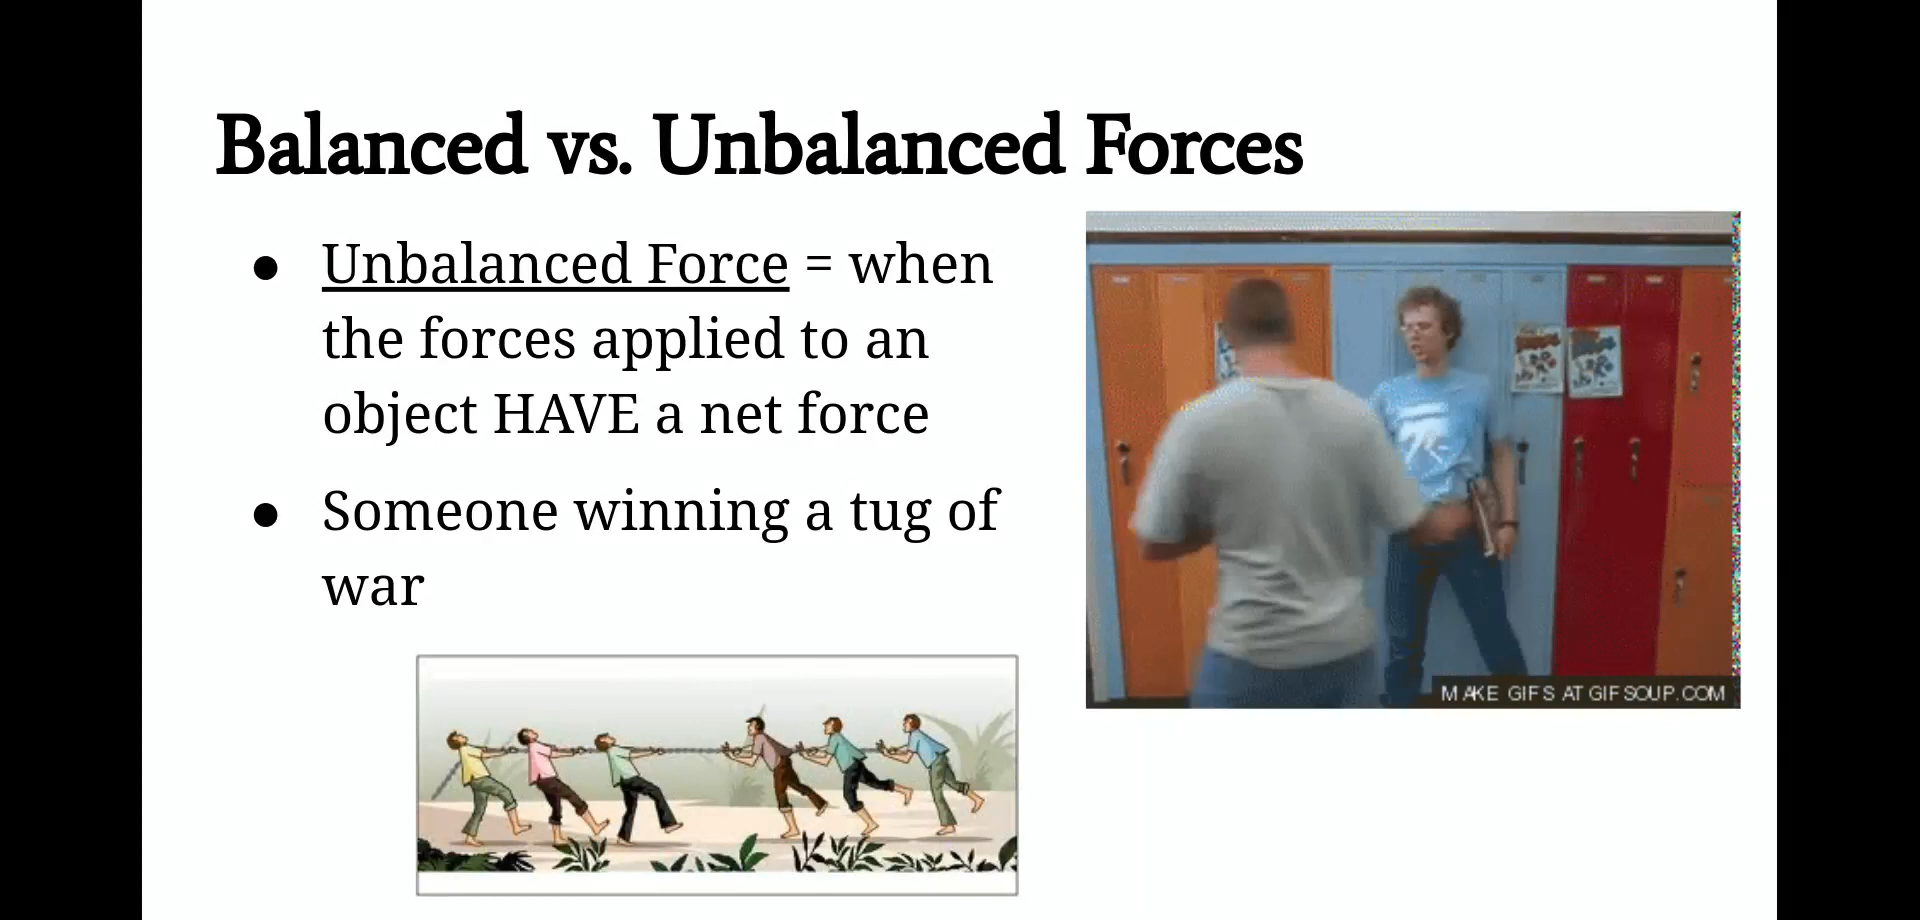 Balanced vs. Unbalanced Forces
● Unbalanced Force = when
the forces applied to an
object HAVE a net force
● Someone winning a tug of
war
MAKE GIFS AT GIFSOUP.COM